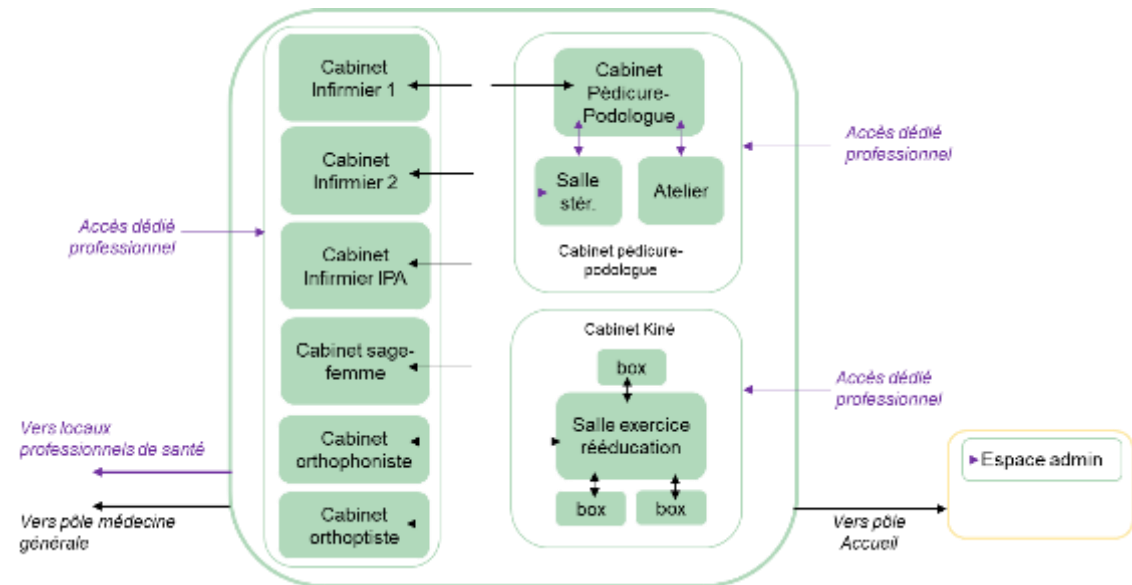 Cabinet
Infirmier 1
Cabinet
Infirmier 2
Cabinet
Infirmier IPA
Cabinet sage-
femme
Cabinet
orthophoniste
Cabinet
orthoptiste
Cabinet
Pédicure-
Podologue
Salle
stér.
Atelier
Cabinet pédicure-
podologue
Cabinet Kiné
box
Salle exercice
rééducation
box
box
Accès dédié
professionnel
Accès dédié
professionnel
Accès dédié
professionnel
Vers locaux
professionnels de santé
Vers pôle médecine
générale
Vers pôle
Accueil
Espace admin